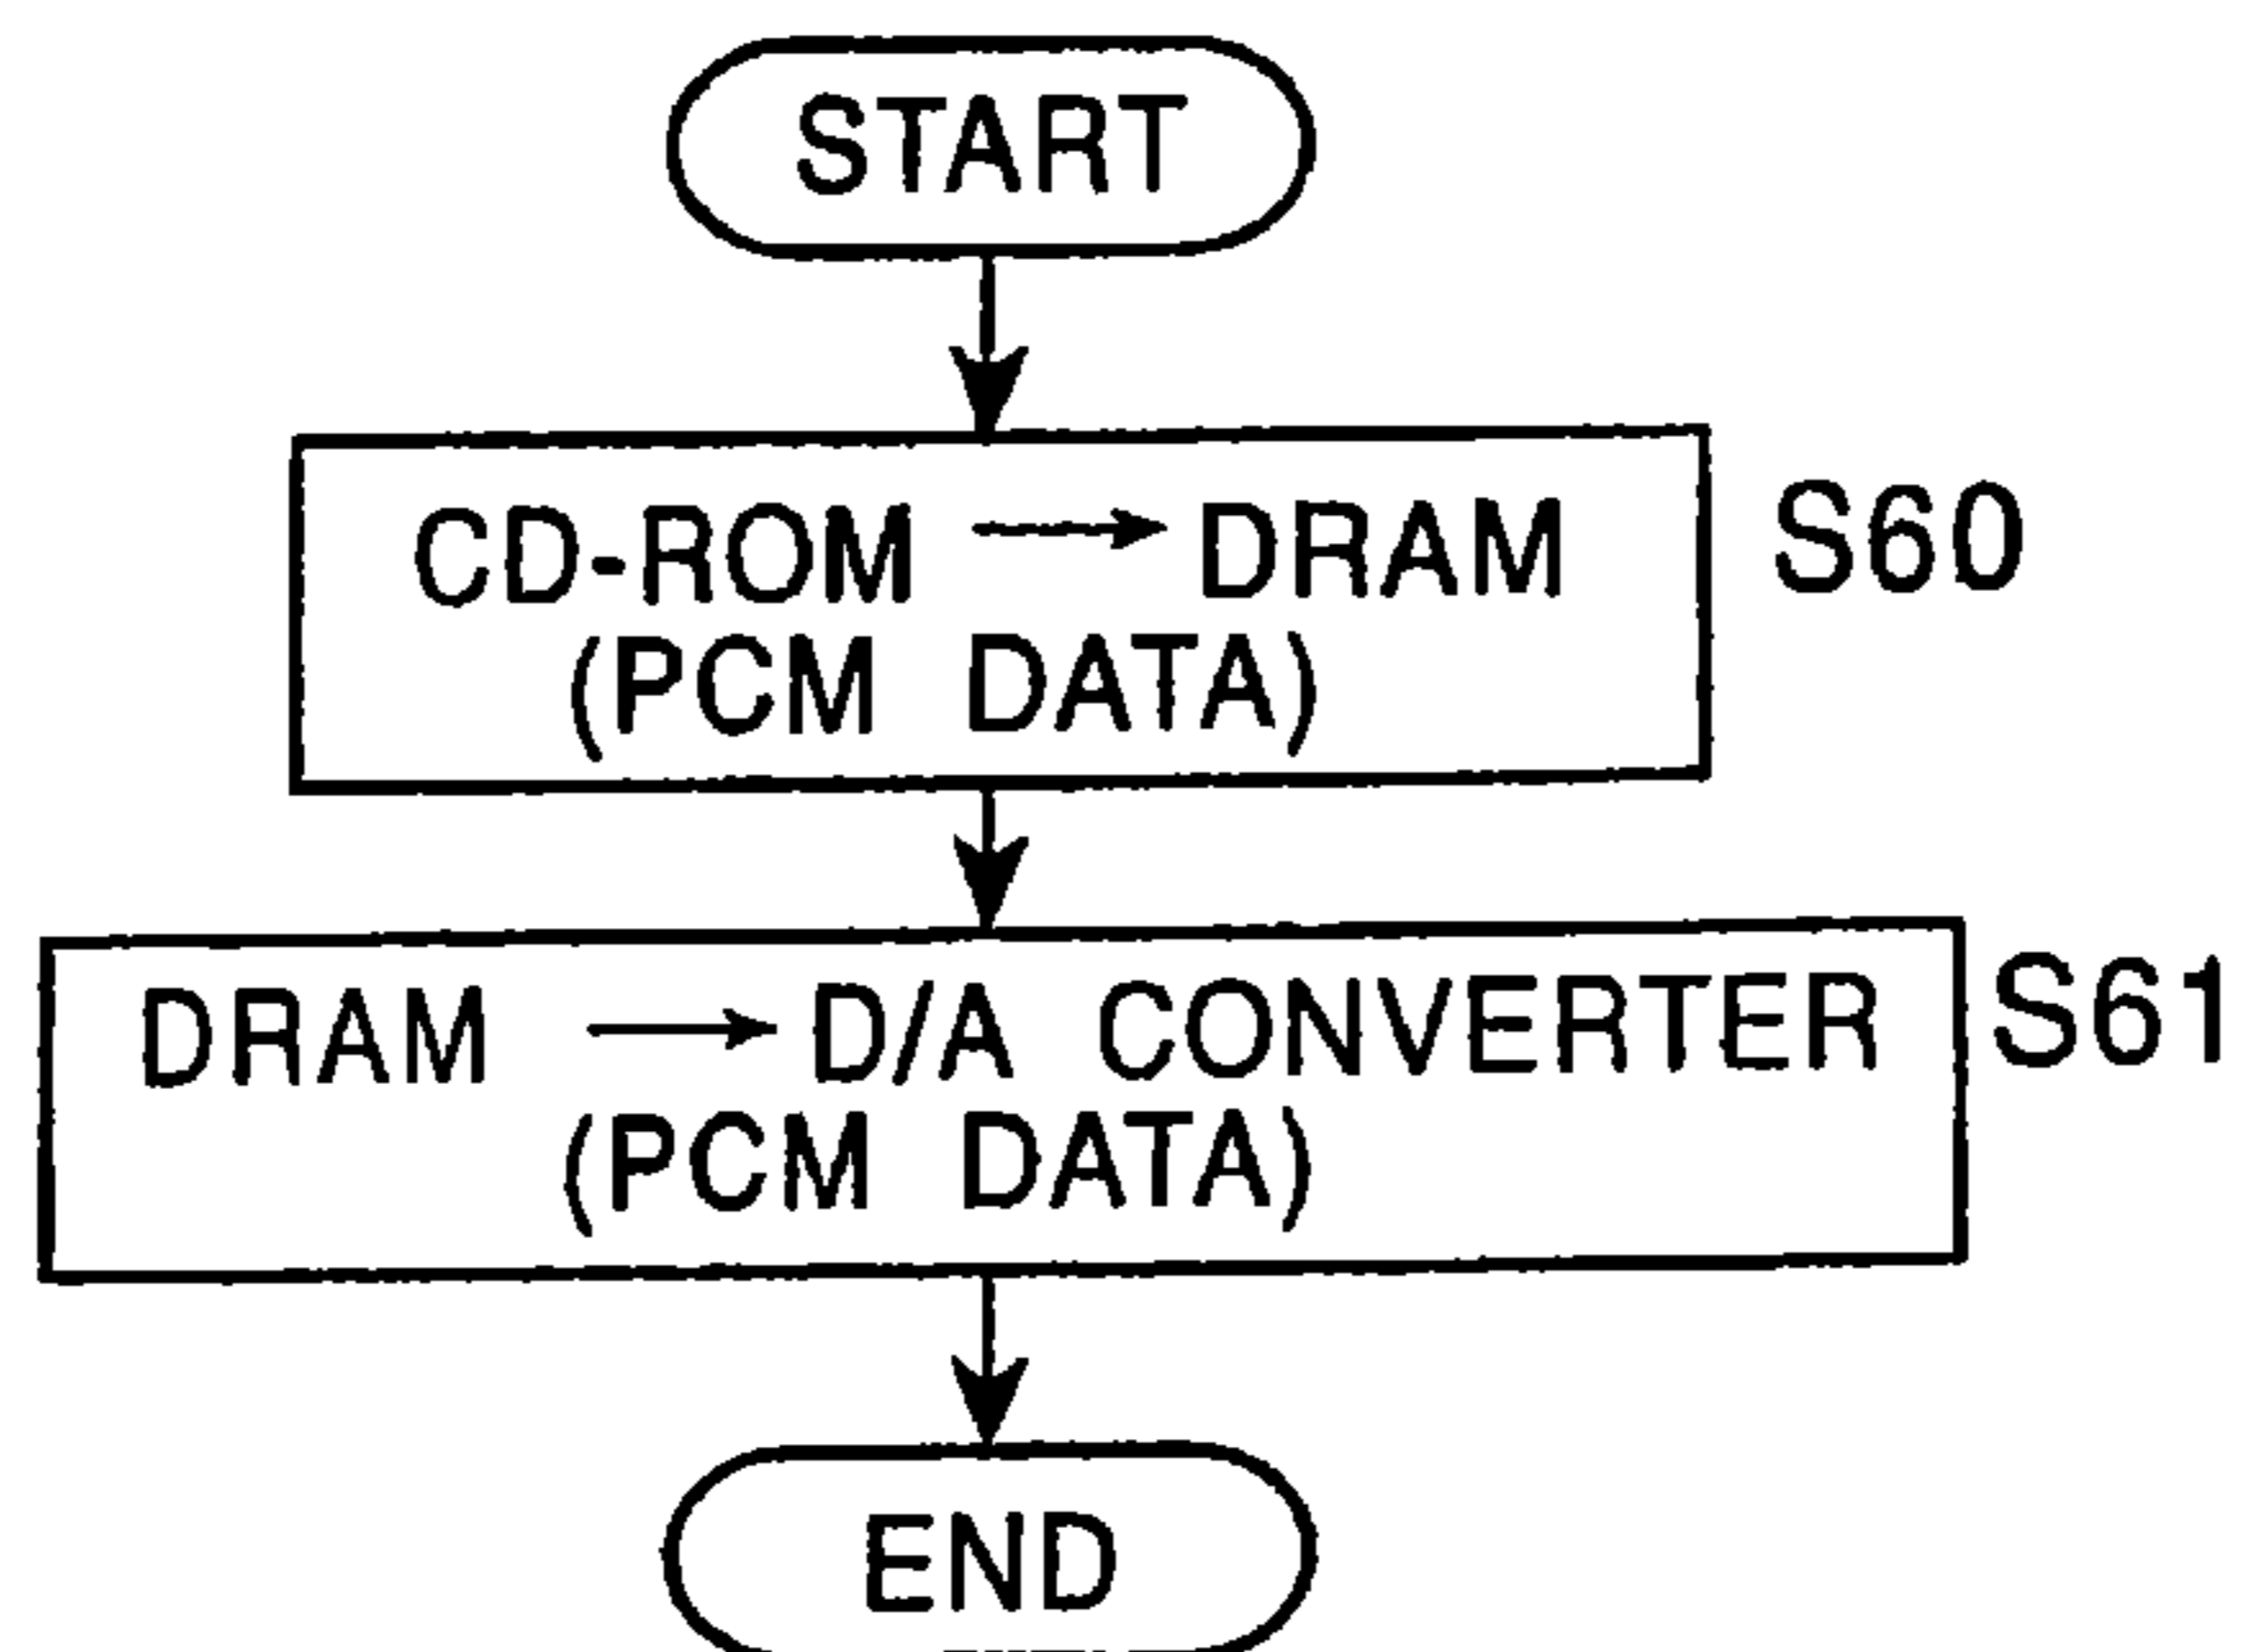 START
CD-ROM → DRAM S60
(PCM DATA)
DRAM → D/A CONVERTER S61
(PCM DATA)
END